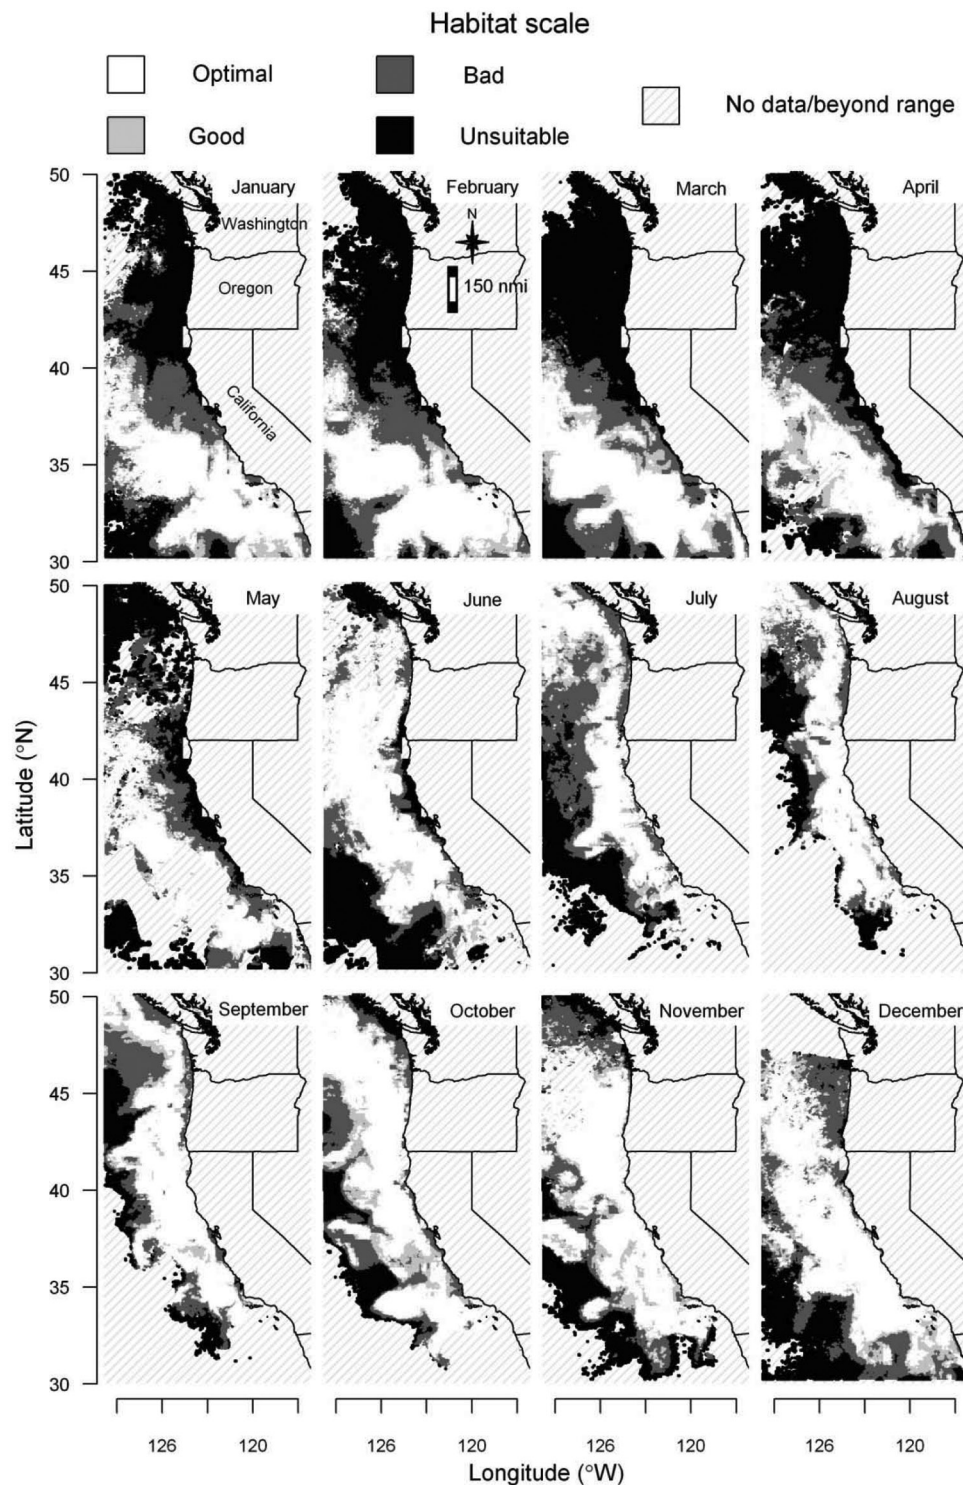 Habitat scale
Optimal
Bad
No data/beyond range
Good
Unsuitable
January
February
March
April
Washington
N
Oregon
150 nmi
California
50
45
40
35
30
May
June
July
August
50
45
40
35
30
Latitude (°N)
September
October
November
December
50
45
40
35
30
126 120 126 120 126 120 126 120
Longitude (°W)